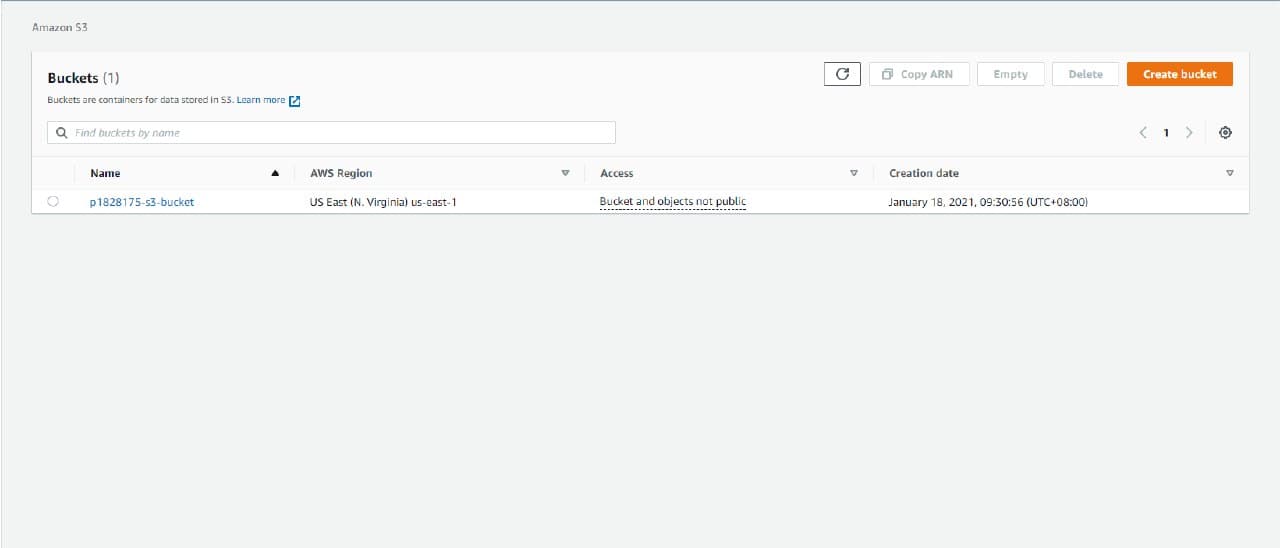 Amazon S3
Buckets (1)
Copy ARN
Empty
Delete
Create bucket
Buckets are containers for data stored in S3. Learn more
Find buckets by name
1
Name
AWS Region
Access
Creation date
p1828175-s3-bucket
US East (N. Virginia) us-east-1
Bucket and objects not public
January 18, 2021, 09:30:56 (UTC+08:00)